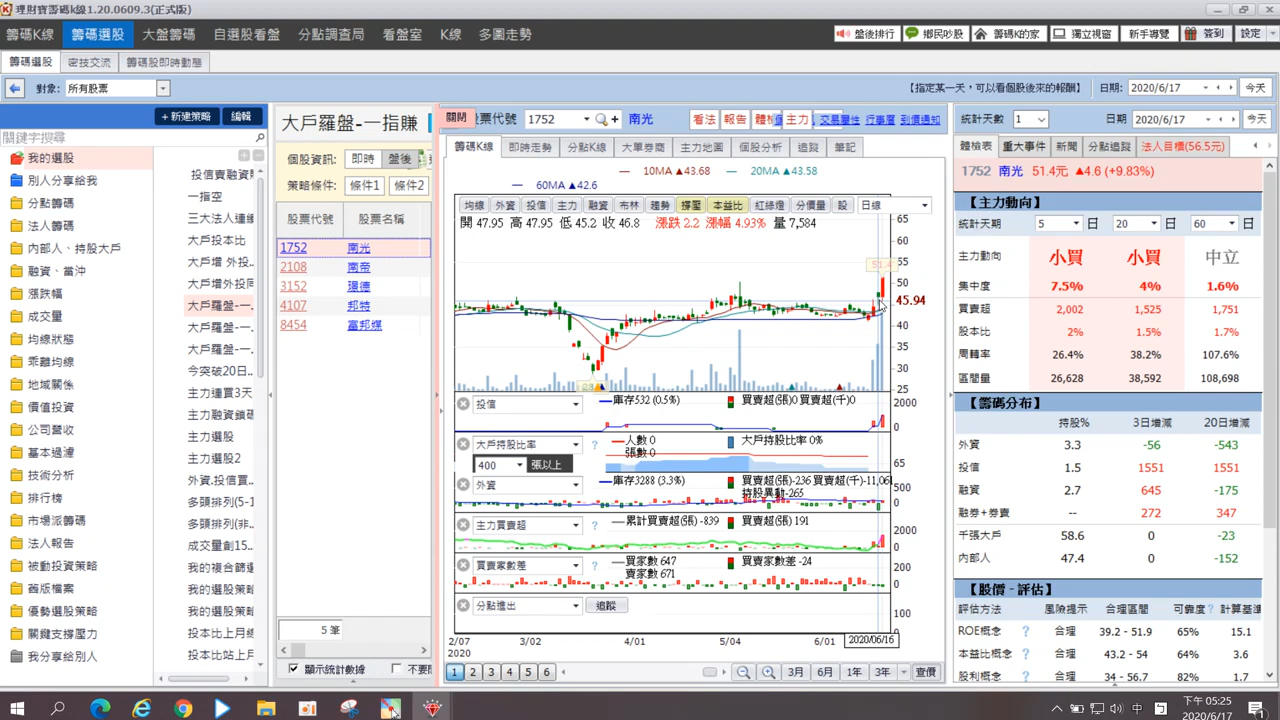 理財寶籌碼k線1.20.0609.3(正式版)
籌碼K線 籌碼選股 大盤籌碼 自選股看盤 分點調查局 看盤室 K線 多圖走勢 盤後排行 鄉民吵股 籌碼K的家 獨立視窗 新手導覽 簽到 設定
籌碼選股 密技交流 籌碼股即時動態
對象: 所有股票 【指定某一天，可以看個股後來的報酬】 日期: 2020/6/17 今天
+新建策略 編輯
關鍵字搜尋
我的選股
別人分享給我
分點籌碼
法人籌碼
內部人、持股大戶
融資、當沖
漲跌幅
成交量
均線狀態
乖離均線
地域關係
價值投資
公司營收
基本過濾
技術分析
排行榜
市場派籌碼
法人報告
被動投資策略
舊版檔案
優勢選股策略
關鍵支撐壓力
我分享給別人
投信賣融資
一指空
三大法人連
大戶投本比
大戶增 外投
大戶增外投同
大戶羅盤-一.
大戶羅盤-一.
大戶羅盤-一.
今突破20日.
主力連買3天
主力融資鎖碼
主力選股
主力選股2
外資.投信買.
多頭排列(5-1
多頭排列(非.
成交量創15..
我的複合篩選
我的選股策略
我的選股策略
投本比上月線
投本比站上月
大戶羅盤-一指賺
個股資訊: 即時 盤後
策略條件: 條件1 條件2
股票代號 股票名稱
1752 南光
2108 南帝
3152 璟德
4107 邦特
8454 富邦媒
5 筆
顯示統計數據 不要
關閉 股票代號 1752 南光 看法 報告 體檢 主力 交易屬性 行事曆 到價通知
籌碼K線 即時走勢 分點K線 大單券商 主力地圖 個股分析 追蹤 筆記
10MA ▲43.68 20MA ▲43.58
60MA ▲42.6
均線 外資 投信 主力 融資 布林 趨勢 撐壓 本益比 紅綠燈 分價量 設 日線
開 47.95 高 47.95 低 45.2 收 46.8 漲跌 2.2 漲幅 4.93% 量 7,584
65
60
55
50
45.94
40
35
30
25
51.4
投信 庫存532 (0.5%) 買賣超(張)0 買賣超(千)0 2000
0
大戶持股比率 ? 人數 0 大戶持股比率 0%
張數 0
400 張以上 65
外資 庫存3288 (3.3%) 買賣超(張)-236 買賣超(千)-11,06
持股異動-265 500
0
主力買賣超 ? 累計買賣超(張) -839 買賣超(張) 191 2000
0
買賣家數差 ? 買家數 647 買賣家數差 -24
賣家數 671 200
0
分點進出 追蹤 100
0
2/07 3/02 4/01 5/04 6/01 2020/06/16
2020
1 2 3 4 5 6 3月 6月 1年 3年 查價
統計天數 1 日期 2020/6/17 今天
體檢表 重大事件 新聞 分點追蹤 法人目標(56.5元)
1752 南光 51.4元 ▲4.6 (+9.83%)
【主力動向】
統計天期 5 日 20 日 60 日
主力動向 小買 小買 中立
集中度 7.5% 4% 1.6%
買賣超 2,002 1,525 1,751
股本比 2% 1.5% 1.7%
周轉率 26.4% 38.2% 107.6%
區間量 26,628 38,592 108,698
【籌碼分布】
持股% 3日增減 20日增減
外資 3.3 -56 -543
投信 1.5 1551 1551
融資 2.7 645 -175
融券+券賣 -- 272 347
千張大戶 58.6 0 -23
內部人 47.4 0 -152
【股價 - 評估】
評估方法 風險提示 合理區間 可靠度? 計算基準
ROE概念 ? 合理 39.2 - 51.9 65% 15.1
本益比概念 ? 合理 43.2 - 54 64% 3.6
股利概念 ? 合理 34 - 56.7 82% 1.7
中 下午 05:25
2020/6/17